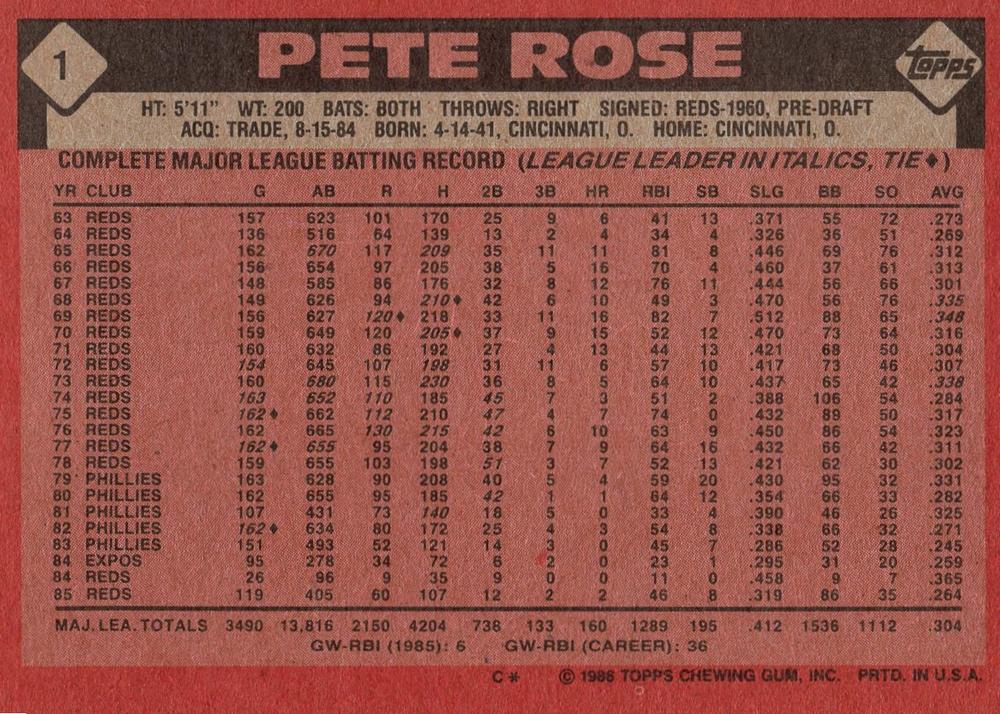 1
PETE ROSE
TOPPS
HT: 5'11" WT: 200 BATS: BOTH THROWS: RIGHT SIGNED: REDS-1960, PRE-DRAFT
ACQ: TRADE, 8-15-84 BORN: 4-14-41, CINCINNATI, O. HOME: CINCINNATI, O.
COMPLETE MAJOR LEAGUE BATTING RECORD (LEAGUE LEADER IN ITALICS, TIE♦)
YR CLUB G AB R H 2B 3B HR RBI SB SLG BB SO AVG
63 REDS 157 623 101 170 25 9 6 41 13 .371 55 72 .273
64 REDS 136 516 64 139 13 2 4 34 4 .326 36 51 .269
65 REDS 162 670 117 209 35 11 11 81 8 .446 69 76 .312
66 REDS 156 654 97 205 38 5 16 70 4 .460 37 61 .313
67 REDS 148 585 86 176 32 8 12 76 11 .444 56 66 .301
68 REDS 149 626 94 210♦ 42 6 10 49 3 .470 56 76 .335
69 REDS 156 627 120♦ 218 33 11 16 82 7 .512 88 65 .348
70 REDS 159 649 120 205♦ 37 9 15 52 12 .470 73 64 .316
71 REDS 160 632 86 192 27 4 13 44 13 .421 68 50 .304
72 REDS 154 645 107 198 31 11 6 57 10 .417 73 46 .307
73 REDS 160 680 115 230 36 8 5 64 10 .437 65 42 .338
74 REDS 163 652 110 185 45 7 3 51 2 .388 106 54 .284
75 REDS 162♦ 662 112 210 47 4 7 74 0 .432 89 50 .317
76 REDS 162 665 130 215 42 6 10 63 9 .450 86 54 .323
77 REDS 162♦ 655 95 204 38 7 9 64 16 .432 66 42 .311
78 REDS 159 655 103 198 51 3 7 52 13 .421 62 30 .302
79 PHILLIES 163 628 90 208 40 5 4 59 20 .430 95 32 .331
80 PHILLIES 162 655 95 185 42 1 1 64 12 .354 66 33 .282
81 PHILLIES 107 431 73 140 18 5 0 33 4 .390 46 26 .325
82 PHILLIES 162♦ 634 80 172 25 4 3 54 8 .338 66 32 .271
83 PHILLIES 151 493 52 121 14 3 0 45 7 .286 52 28 .245
84 EXPOS 95 278 34 72 6 2 0 23 1 .295 31 20 .259
84 REDS 26 96 9 35 9 0 0 11 0 .458 9 7 .365
85 REDS 119 405 60 107 12 2 2 46 8 .319 86 35 .264
MAJ. LEA. TOTALS 3490 13,816 2150 4204 738 133 160 1289 195 .412 1536 1112 .304
GW-RBI (1985): 6 GW-RBI (CAREER): 36
C* © 1986 TOPPS CHEWING GUM, INC. PRTD. IN U.S.A.